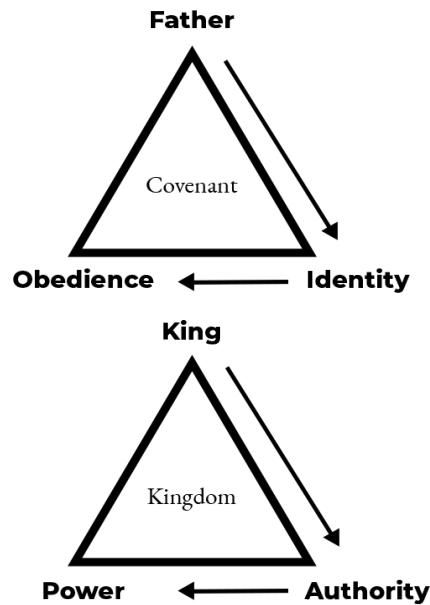 Father
Covenant
Obedience Identity
King
Kingdom
Power Authority